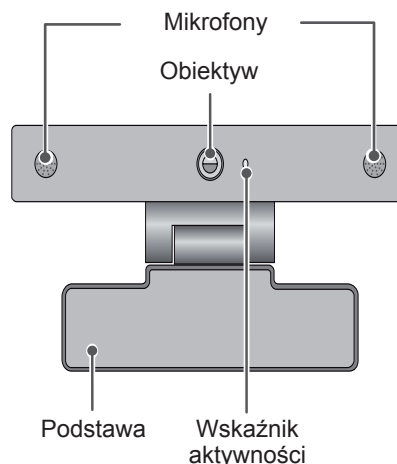 Mikrofony
Obiektyw
Podstawa
Wskaźnik
aktywności